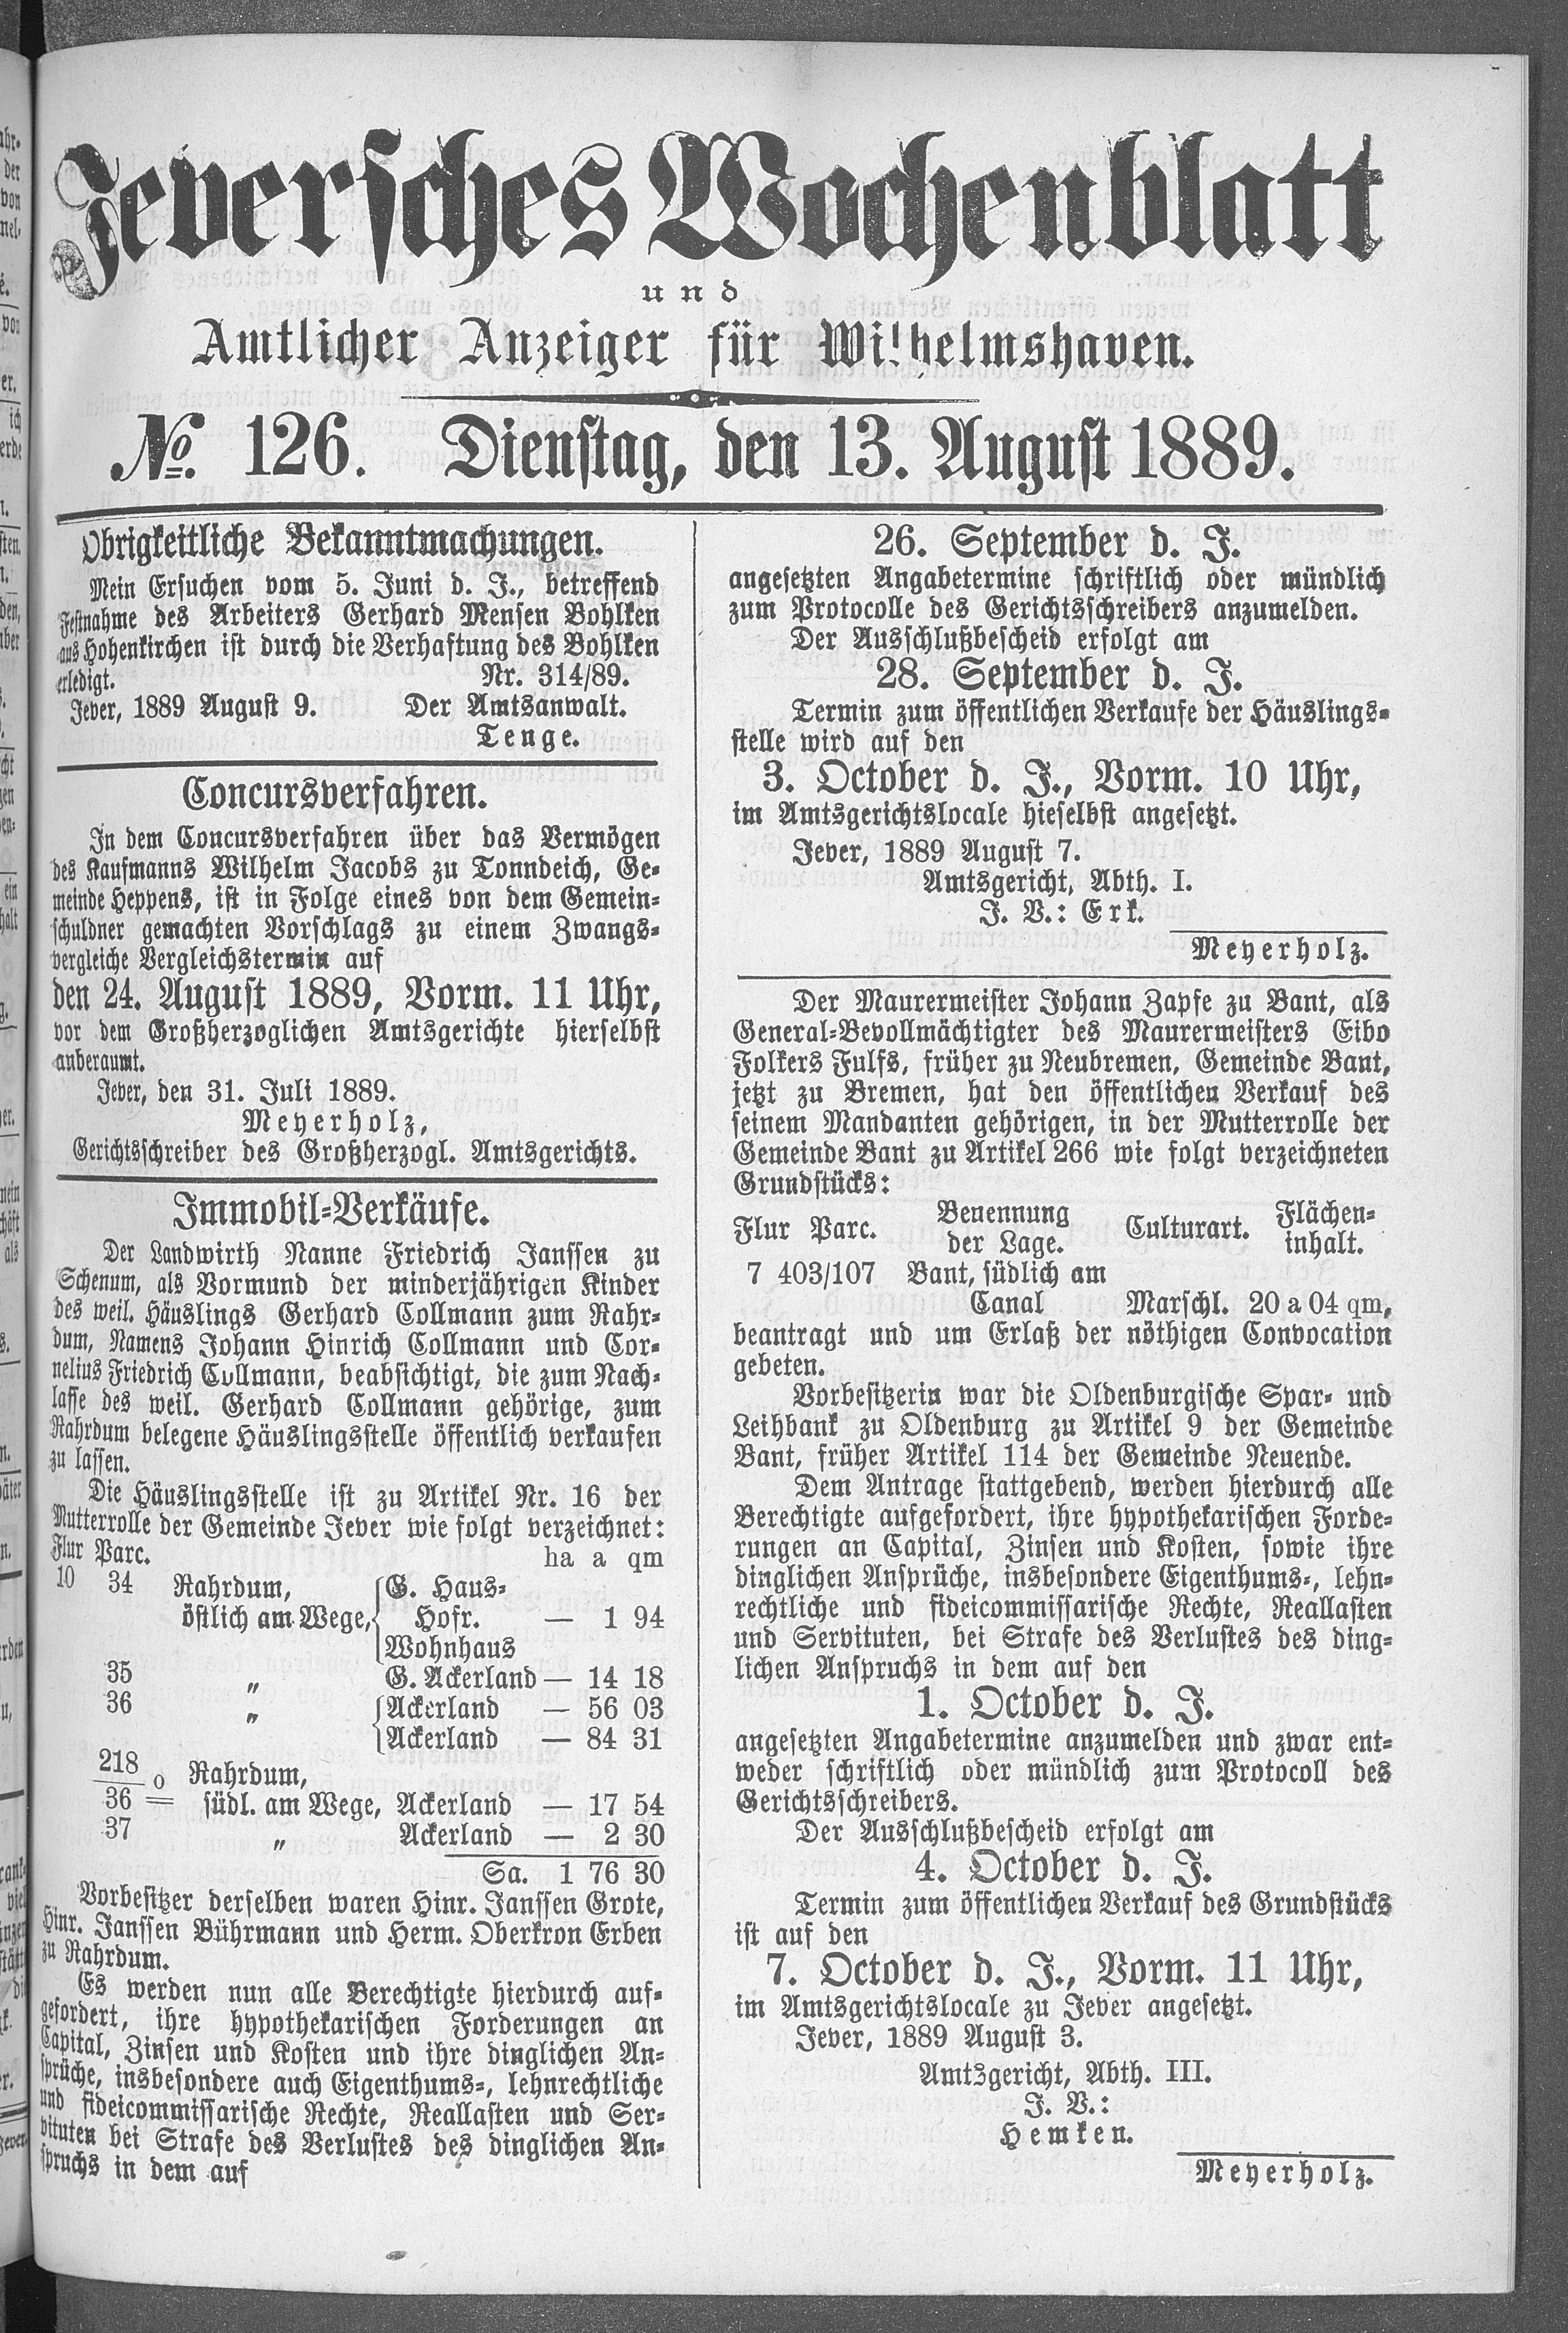 Jeversches Wochenblatt
und
Amtlicher Anzeiger für Wilhelmshaven.
No. 126. Dienstag, den 13. August 1889.
Obrigkeitliche Bekanntmachungen.
Mein Ersuchen vom 5. Juni d. J., betreffend
Festnahme des Arbeiters Gerhard Mensen Bohlken
aus Hohenkirchen ist durch die Verhaftung des Bohlken
erledigt. Nr. 314/89.
Jever, 1889 August 9. Der Amtsanwalt.
Tenge.
Concursverfahren.
In dem Concursverfahren über das Vermögen
des Kaufmanns Wilhelm Jacobs zu Tonndeich, Ge-
meinde Heppens, ist in Folge eines von dem Gemein-
schuldner gemachten Vorschlags zu einem Zwangs-
vergleiche Vergleichstermin auf
den 24. August 1889, Vorm. 11 Uhr,
vor dem Großherzoglichen Amtsgerichte hierselbst
anberaumt.
Jever, den 31. Juli 1889.
Meyerholz,
Gerichtsschreiber des Großherzogl. Amtsgerichts.
Immobil-Verkäufe.
Der Landwirth Nanne Friedrich Janssen zu
Schenum, als Vormund der minderjährigen Kinder
des weil. Häuslings Gerhard Collmann zum Rahr-
dum, Namens Johann Hinrich Collmann und Cor-
nelius Friedrich Collmann, beabsichtigt, die zum Nach-
lasse des weil. Gerhard Collmann gehörige, zum
Rahrdum belegene Häuslingsstelle öffentlich verkaufen
zu lassen.
Die Häuslingsstelle ist zu Artikel Nr. 16 der
Mutterrolle der Gemeinde Jever wie folgt verzeichnet:
Flur Parc. ha a qm
10 34 Rahrdum, G. Haus-
östlich am Wege, Hofr. — 1 94
Wohnhaus
35 „ G. Ackerland — 14 18
36 „ Ackerland — 56 03
Ackerland — 84 31
218 o Rahrdum,
36 = südl. am Wege, Ackerland — 17 54
37 „ Ackerland — 2 30
Sa. 1 76 30
Vorbesitzer derselben waren Hinr. Janssen Grote,
Hinr. Janssen Bührmann und Herm. Oberkron Erben
zu Rahrdum.
Es werden nun alle Berechtigte hierdurch auf-
gefordert, ihre hypothekarischen Forderungen an
Capital, Zinsen und Kosten und ihre dinglichen An-
sprüche, insbesondere auch Eigenthums-, lehnrechtliche
und fideicommissarische Rechte, Reallasten und Ser-
vituten bei Strafe des Verlustes des dinglichen An-
spruchs in dem auf
26. September d. J.
angesetzten Angabetermine schriftlich oder mündlich
zum Protocolle des Gerichtsschreibers anzumelden.
Der Ausschlußbescheid erfolgt am
28. September d. J.
Termin zum öffentlichen Verkaufe der Häuslings-
stelle wird auf den
3. October d. J., Vorm. 10 Uhr,
im Amtsgerichtslocale hieselbst angesetzt.
Jever, 1889 August 7.
Amtsgericht, Abth. I.
J. V.: Erk.
Meyerholz.
Der Maurermeister Johann Zapfe zu Bant, als
General-Bevollmächtigter des Maurermeisters Eibo
Folkers Fulfs, früher zu Neubremen, Gemeinde Bant,
jetzt zu Bremen, hat den öffentlichen Verkauf des
seinem Mandanten gehörigen, in der Mutterrolle der
Gemeinde Bant zu Artikel 266 wie folgt verzeichneten
Grundstücks:
Flur Parc. Benennung der Lage. Culturart. Flächen-inhalt.
7 403/107 Bant, südlich am
Canal Marschl. 20 a 04 qm,
beantragt und um Erlaß der nöthigen Convocation
gebeten.
Vorbesitzerin war die Oldenburgische Spar- und
Leihbank zu Oldenburg zu Artikel 9 der Gemeinde
Bant, früher Artikel 114 der Gemeinde Neuende.
Dem Antrage stattgebend, werden hierdurch alle
Berechtigte aufgefordert, ihre hypothekarischen Forde-
rungen an Capital, Zinsen und Kosten, sowie ihre
dinglichen Ansprüche, insbesondere Eigenthums-, lehn-
rechtliche und fideicommissarische Rechte, Reallasten
und Servituten, bei Strafe des Verlustes des ding-
lichen Anspruchs in dem auf den
1. October d. J.
angesetzten Angabetermine anzumelden und zwar ent-
weder schriftlich oder mündlich zum Protocoll des
Gerichtsschreibers.
Der Ausschlußbescheid erfolgt am
4. October d. J.
Termin zum öffentlichen Verkauf des Grundstücks
ist auf den
7. October d. J., Vorm. 11 Uhr,
im Amtsgerichtslocale zu Jever angesetzt.
Jever, 1889 August 3.
Amtsgericht, Abth. III.
J. V.:
Hemken.
Meyerholz.